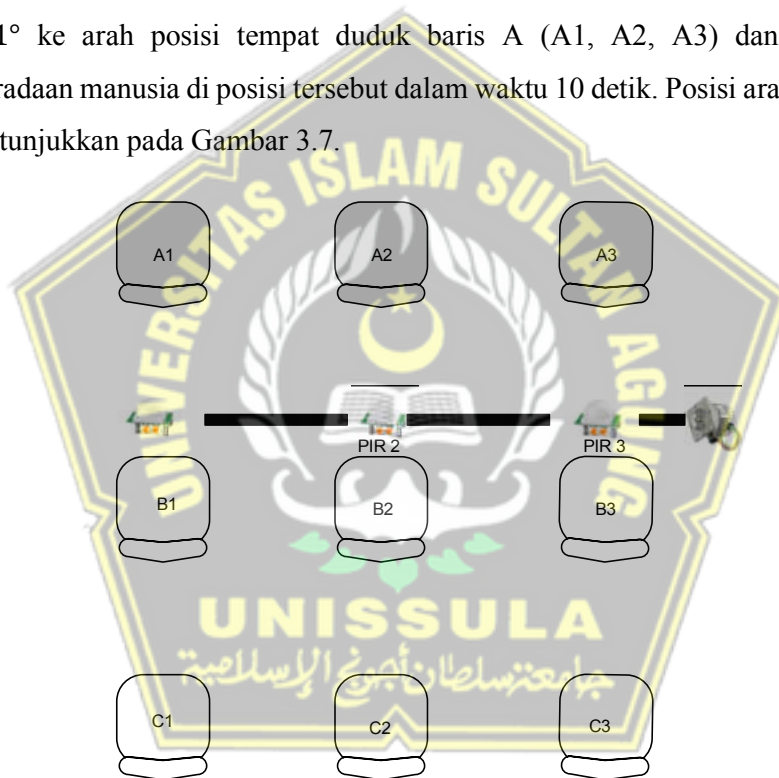 1° ke arah posisi tempat duduk baris A (A1, A2, A3) dan
radaan manusia di posisi tersebut dalam waktu 10 detik. Posisi ara
tunjukkan pada Gambar 3.7.
UNIVERSITAS ISLAM SULTAN AGUNG
A1 A2 A3
PIR 2 PIR 3
B1 B2 B3
UNISSULA
جامعتسلطان أجونج الإسلامية
C1 C2 C3